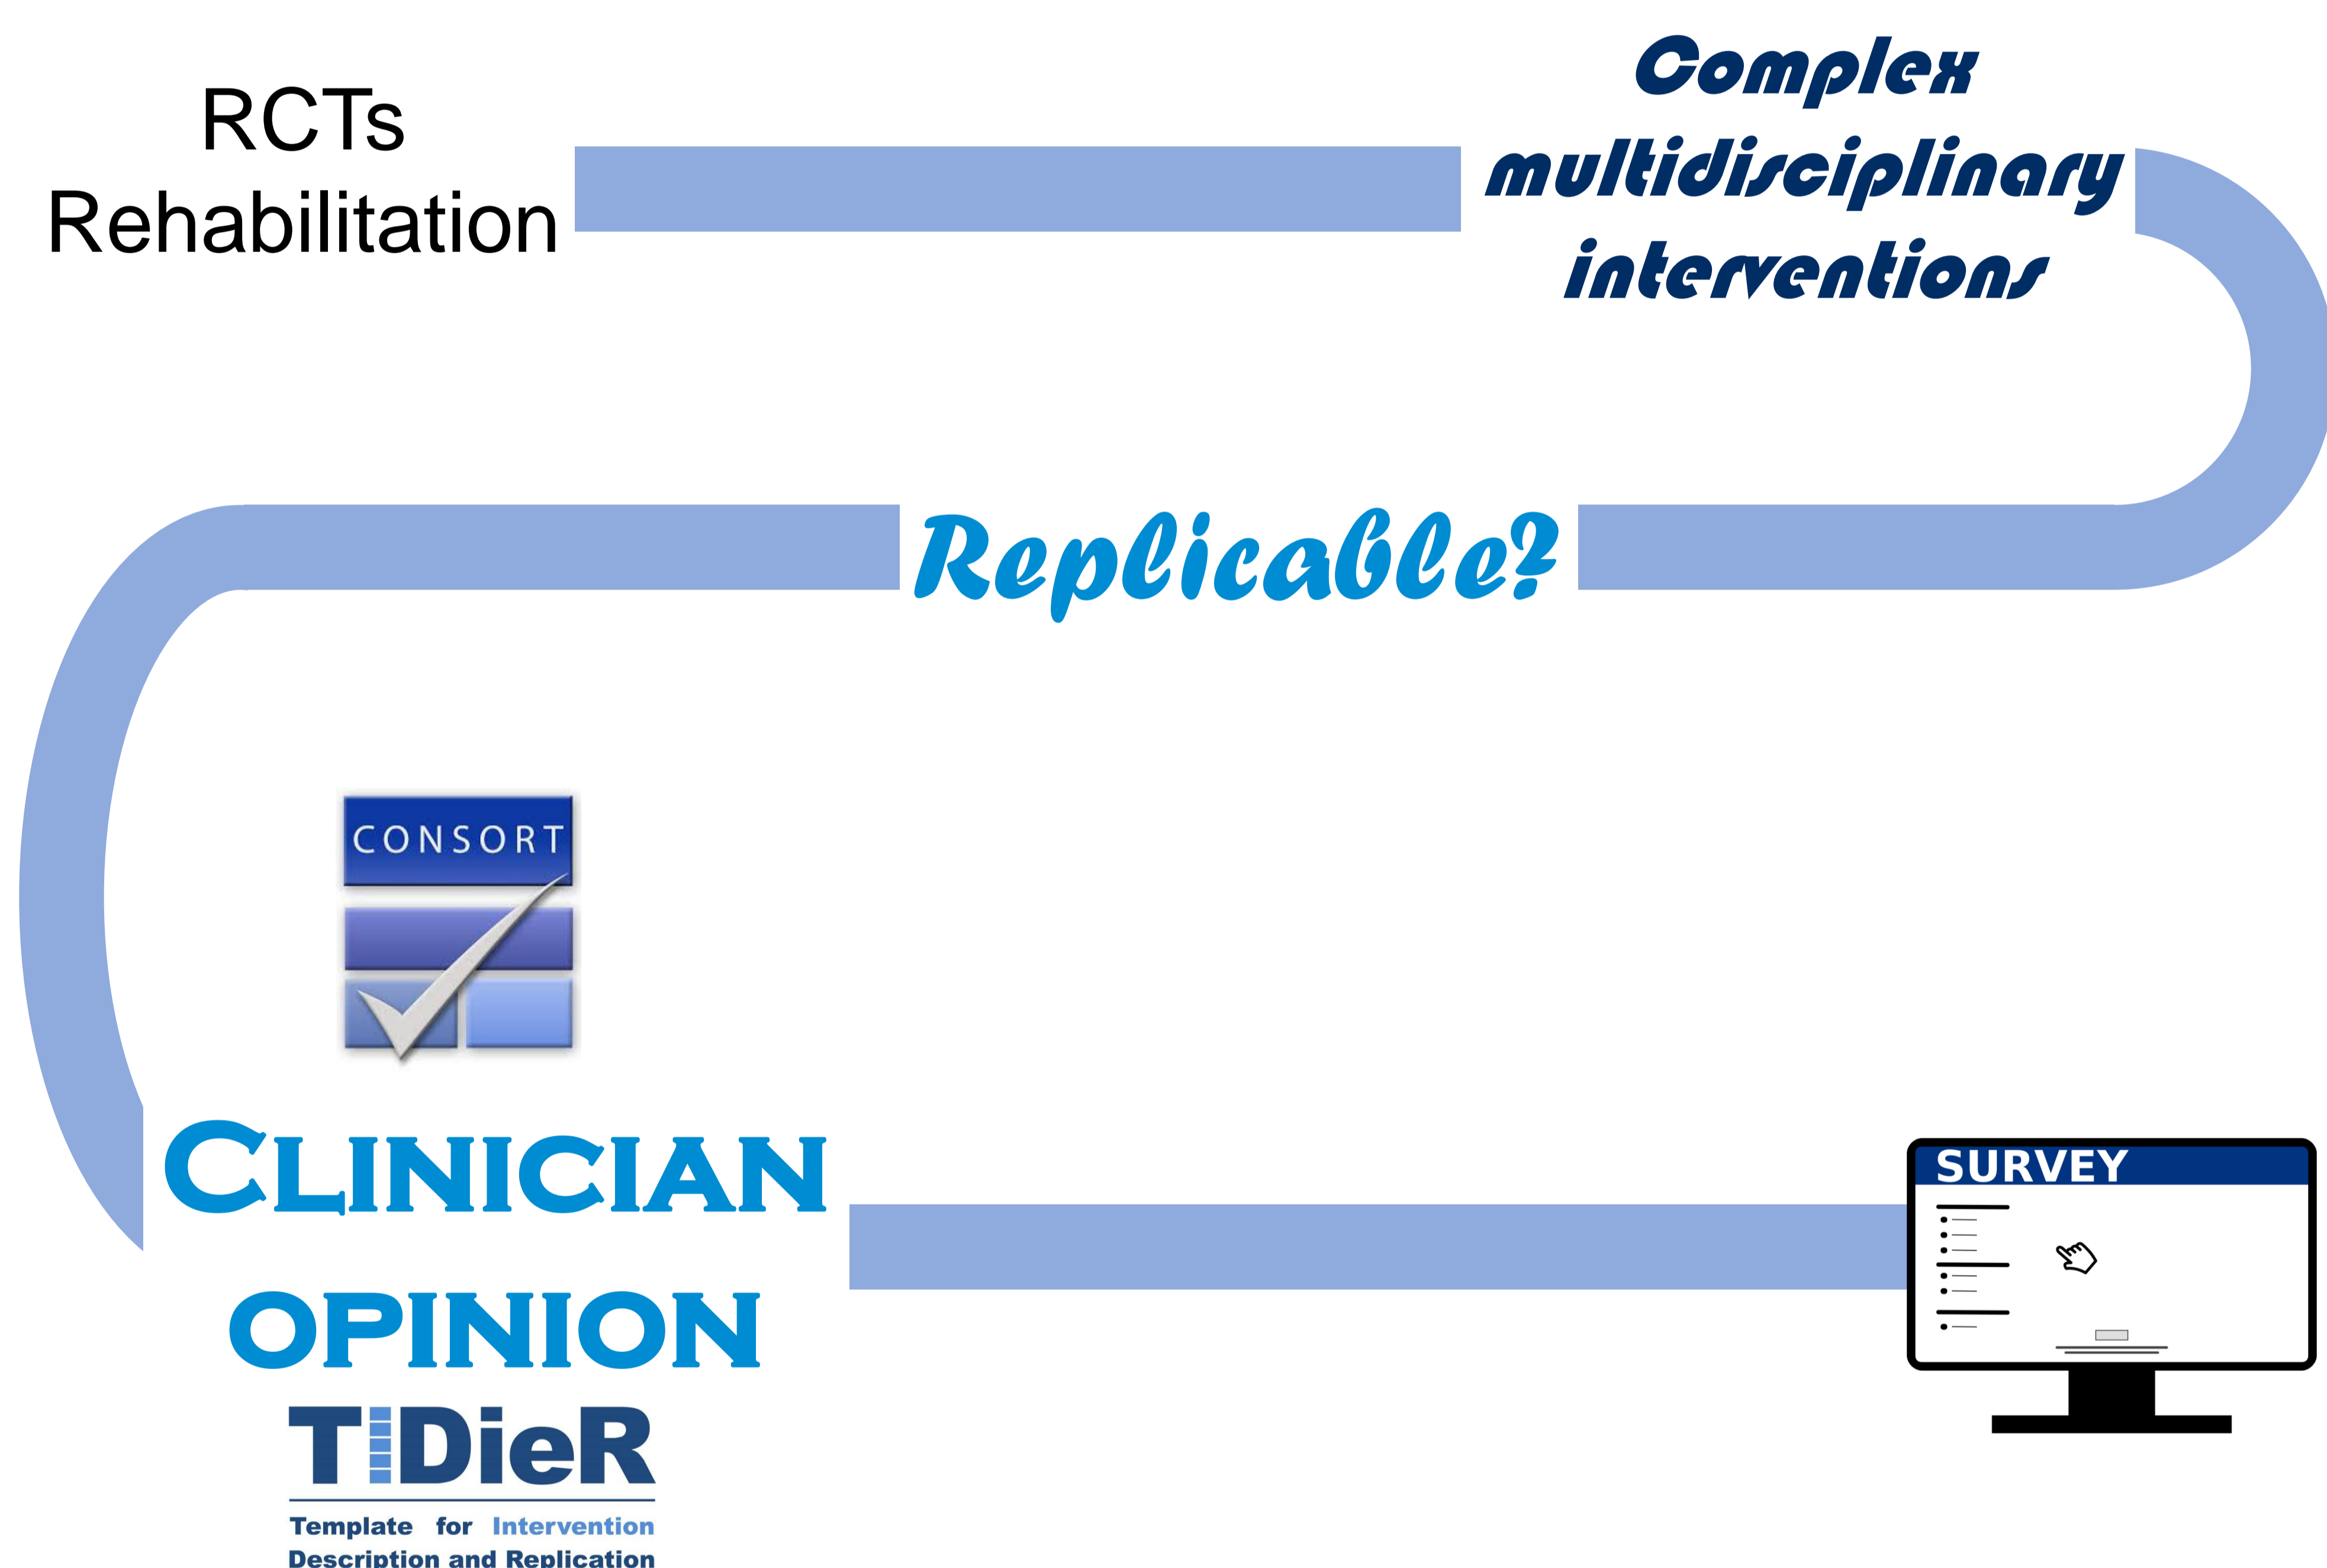 RCTs
Rehabilitation
Complex
multidisciplinary
interventions
Replicable?
CONSORT
CLINICIAN
OPINION
TIDieR
Template for Intervention
Description and Replication
SURVEY